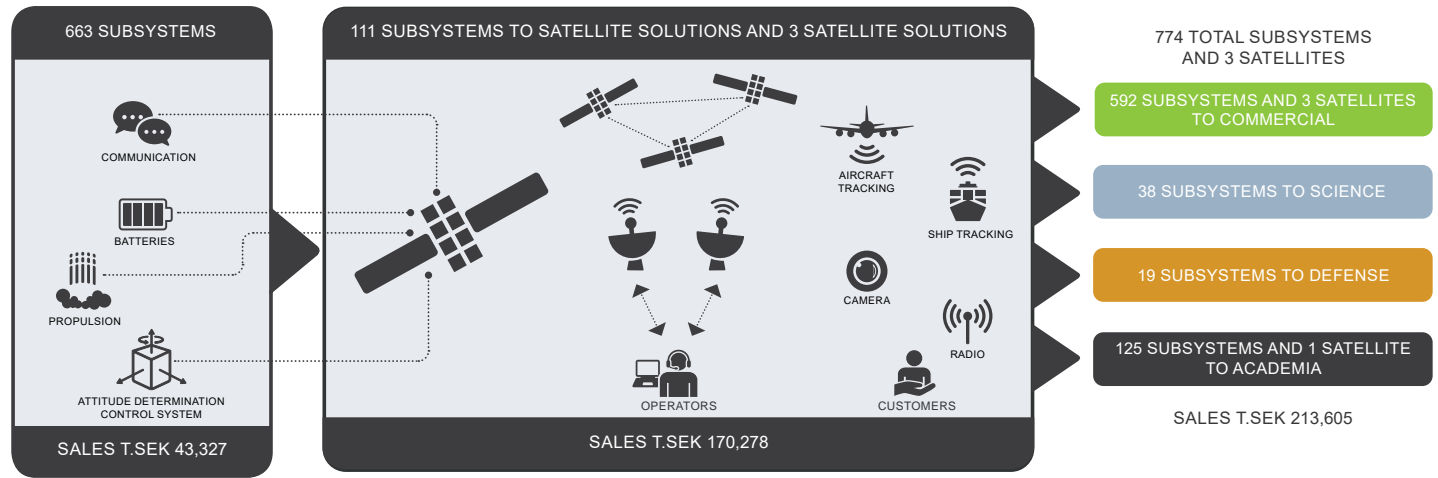 663 SUBSYSTEMS
COMMUNICATION
BATTERIES
PROPULSION
ATTITUDE DETERMINATION
CONTROL SYSTEM
SALES T.SEK 43,327
111 SUBSYSTEMS TO SATELLITE SOLUTIONS AND 3 SATELLITE SOLUTIONS
AIRCRAFT
TRACKING
SHIP TRACKING
CAMERA
RADIO
OPERATORS
CUSTOMERS
SALES T.SEK 170,278
774 TOTAL SUBSYSTEMS
AND 3 SATELLITES
592 SUBSYSTEMS AND 3 SATELLITES
TO COMMERCIAL
38 SUBSYSTEMS TO SCIENCE
19 SUBSYSTEMS TO DEFENSE
125 SUBSYSTEMS AND 1 SATELLITE
TO ACADEMIA
SALES T.SEK 213,605